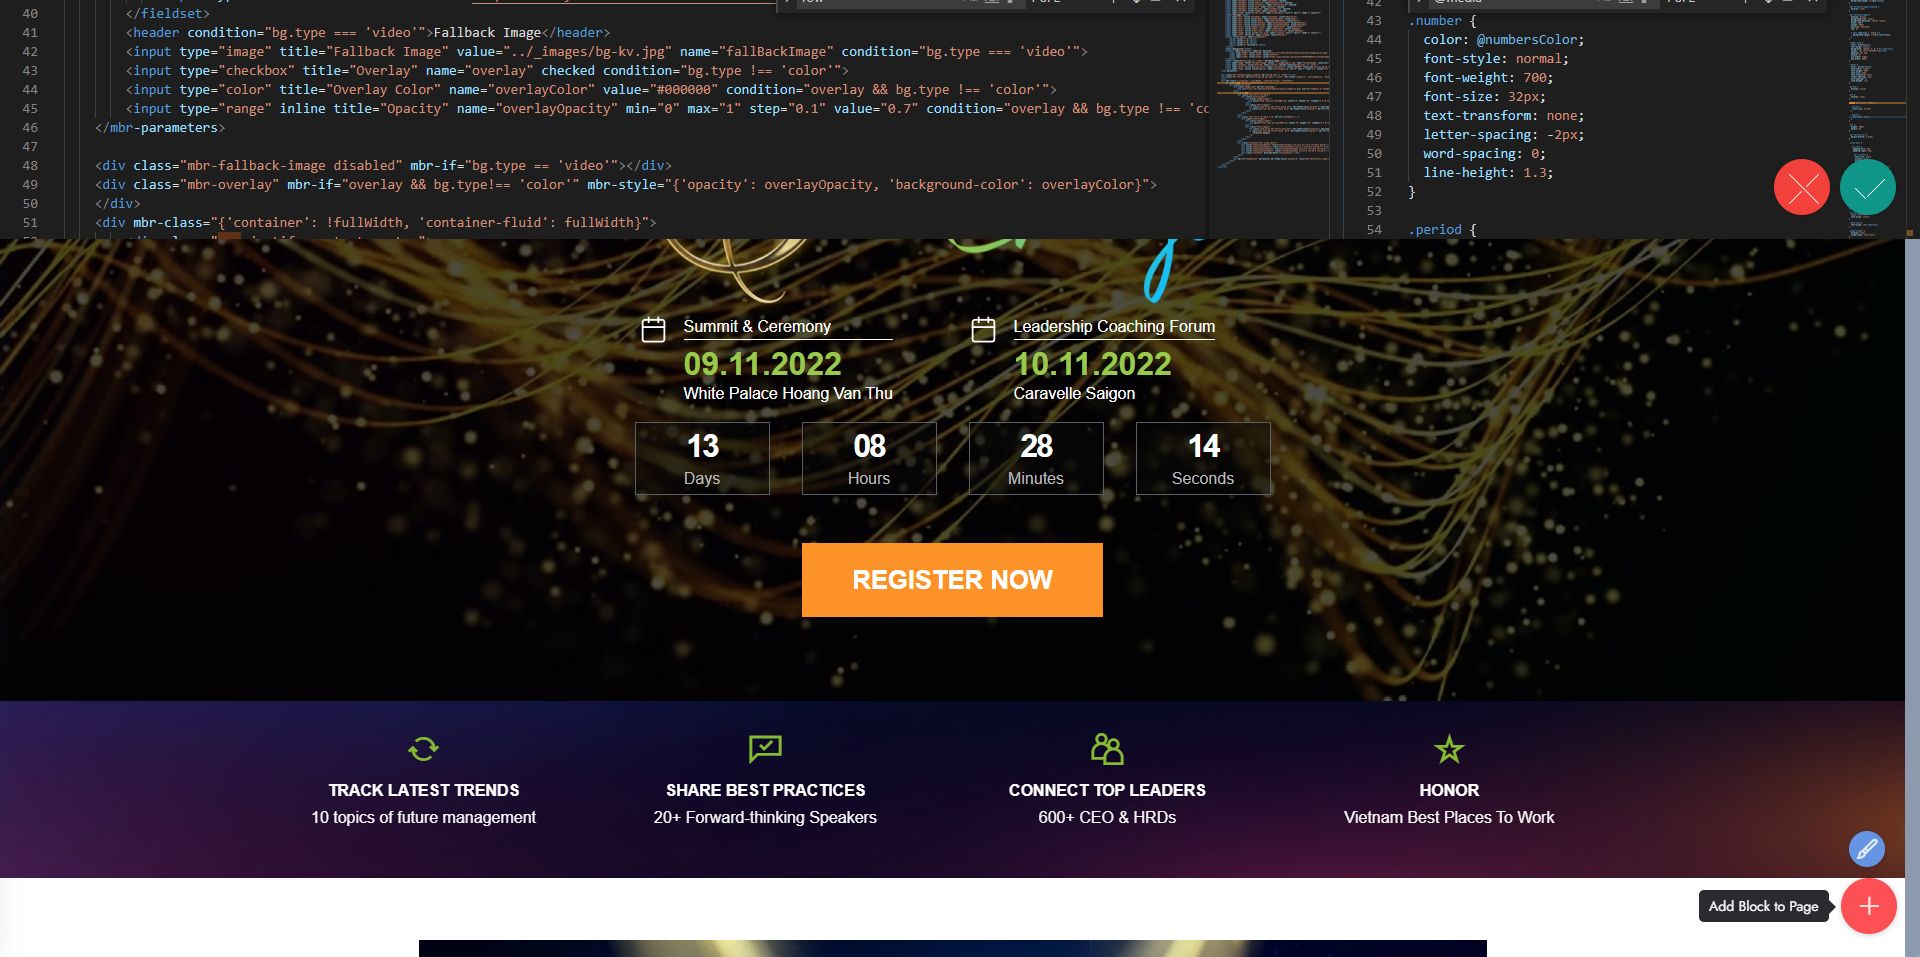 40 </fieldset>
41 <header condition="bg.type === 'video'">Fallback Image</header>
42 <input type="image" title="Fallback Image" value="../_images/bg-kv.jpg" name="fallBackImage" condition="bg.type === 'video'">
43 <input type="checkbox" title="Overlay" name="overlay" checked condition="bg.type !== 'color'">
44 <input type="color" title="Overlay Color" name="overlayColor" value="#000000" condition="overlay && bg.type !== 'color'">
45 <input type="range" inline title="Opacity" name="overlayOpacity" min="0" max="1" step="0.1" value="0.7" condition="overlay && bg.type !== 'co
46 </mbr-parameters>
47
48 <div class="mbr-fallback-image disabled" mbr-if="bg.type == 'video'"></div>
49 <div class="mbr-overlay" mbr-if="overlay && bg.type!== 'color'" mbr-style="{'opacity': overlayOpacity, 'background-color': overlayColor}">
50 </div>
51 <div mbr-class="{'container': !fullWidth, 'container-fluid': fullWidth}">
42
43 .number {
44 color: @numbersColor;
45 font-style: normal;
46 font-weight: 700;
47 font-size: 32px;
48 text-transform: none;
49 letter-spacing: -2px;
50 word-spacing: 0;
51 line-height: 1.3;
52 }
53
54 .period {
Summit & Ceremony
09.11.2022
White Palace Hoang Van Thu
Leadership Coaching Forum
10.11.2022
Caravelle Saigon
13
Days
08
Hours
28
Minutes
14
Seconds
REGISTER NOW
TRACK LATEST TRENDS
10 topics of future management
SHARE BEST PRACTICES
20+ Forward-thinking Speakers
CONNECT TOP LEADERS
600+ CEO & HRDs
HONOR
Vietnam Best Places To Work
Add Block to Page